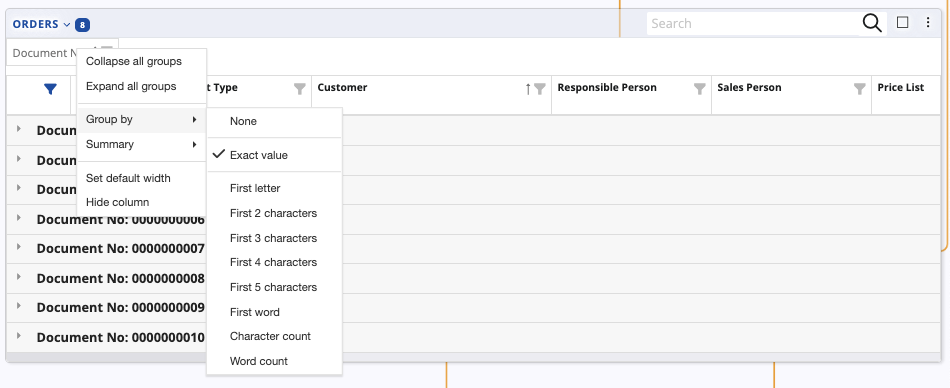 ORDERS 8
Search
Document N
Collapse all groups
Expand all groups
Group by
Summary
Set default width
Hide column
t Type
Customer
Responsible Person
Sales Person
Price List
None
Exact value
First letter
First 2 characters
First 3 characters
First 4 characters
First 5 characters
First word
Character count
Word count
Docum
Docum
Docum
Document No: 0000000006
Document No: 0000000007
Document No: 0000000008
Document No: 0000000009
Document No: 0000000010